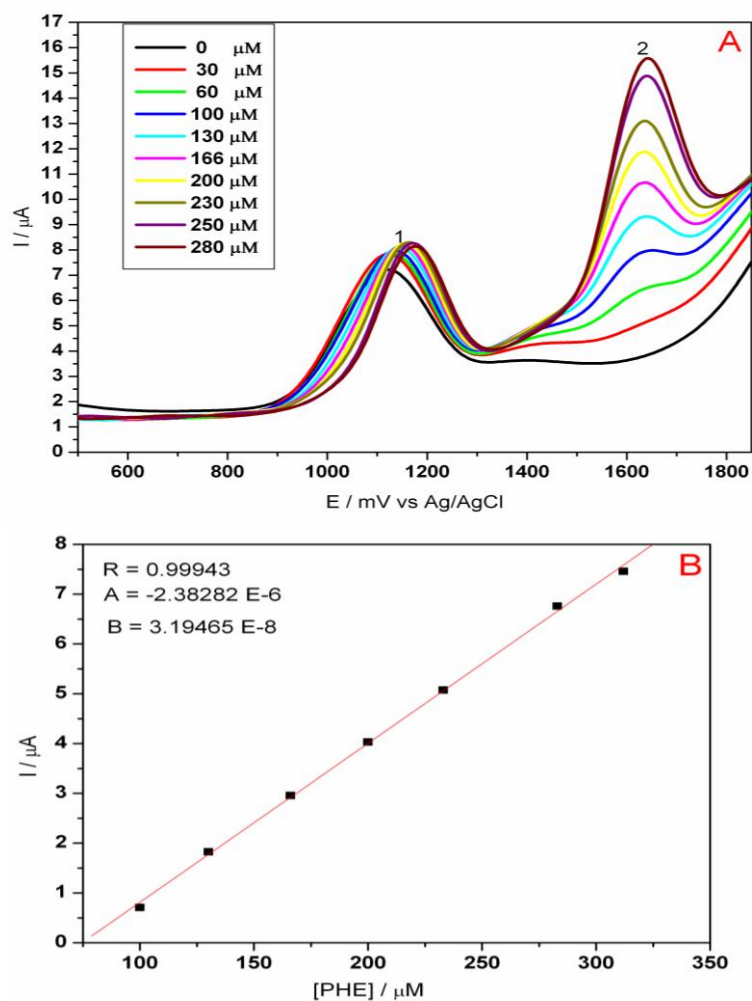 A
17
16
15
14
13
12
11
10
9
8
7
6
5
4
3
2
1
0
I / µA
0 µM
30 µM
60 µM
100 µM
130 µM
166 µM
200 µM
230 µM
250 µM
280 µM
1
2
600 800 1000 1200 1400 1600 1800
E / mV vs Ag/AgCl
B
8
7
6
5
4
3
2
1
0
I / µA
R = 0.99943
A = -2.38282 E-6
B = 3.19465 E-8
100 150 200 250 300 350
[PHE] / µM